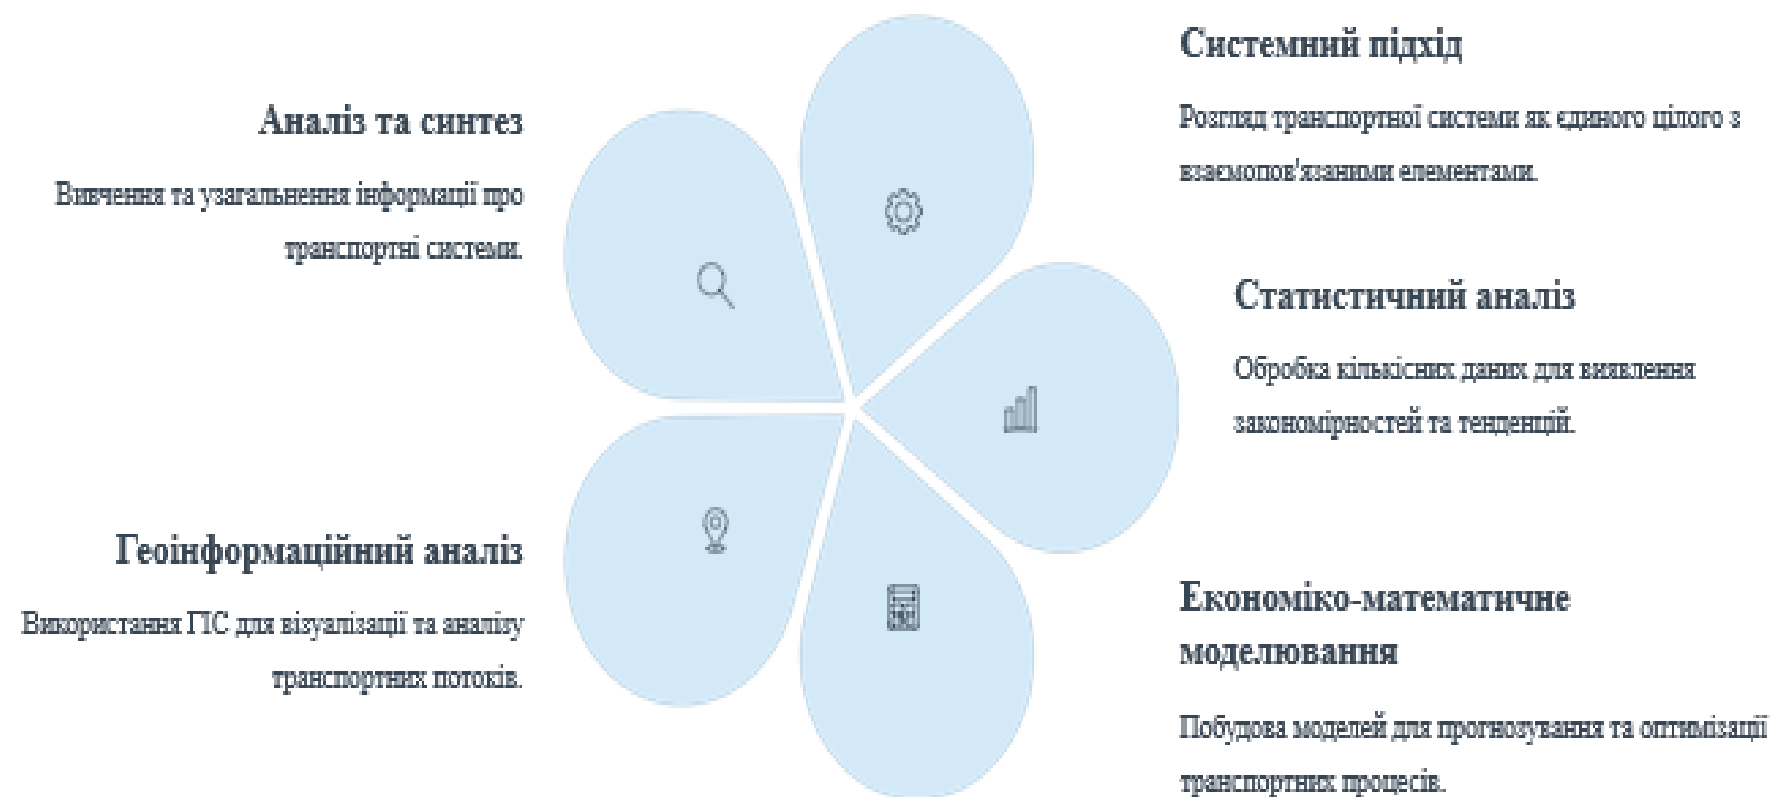 Аналіз та синтез
Вивчення та узагальнення інформації про
транспортні системи.
Системний підхід
Розгляд транспортної системи як єдиного цілого з
взаємопов'язаними елементами.
Статистичний аналіз
Обробка кількісних даних для виявлення
закономірностей та тенденцій.
Геоінформаційний аналіз
Використання ГІС для візуалізації та аналізу
транспортних потоків.
Економіко-математичне
моделювання
Побудова моделей для прогнозування та оптимізації
транспортних процесів.